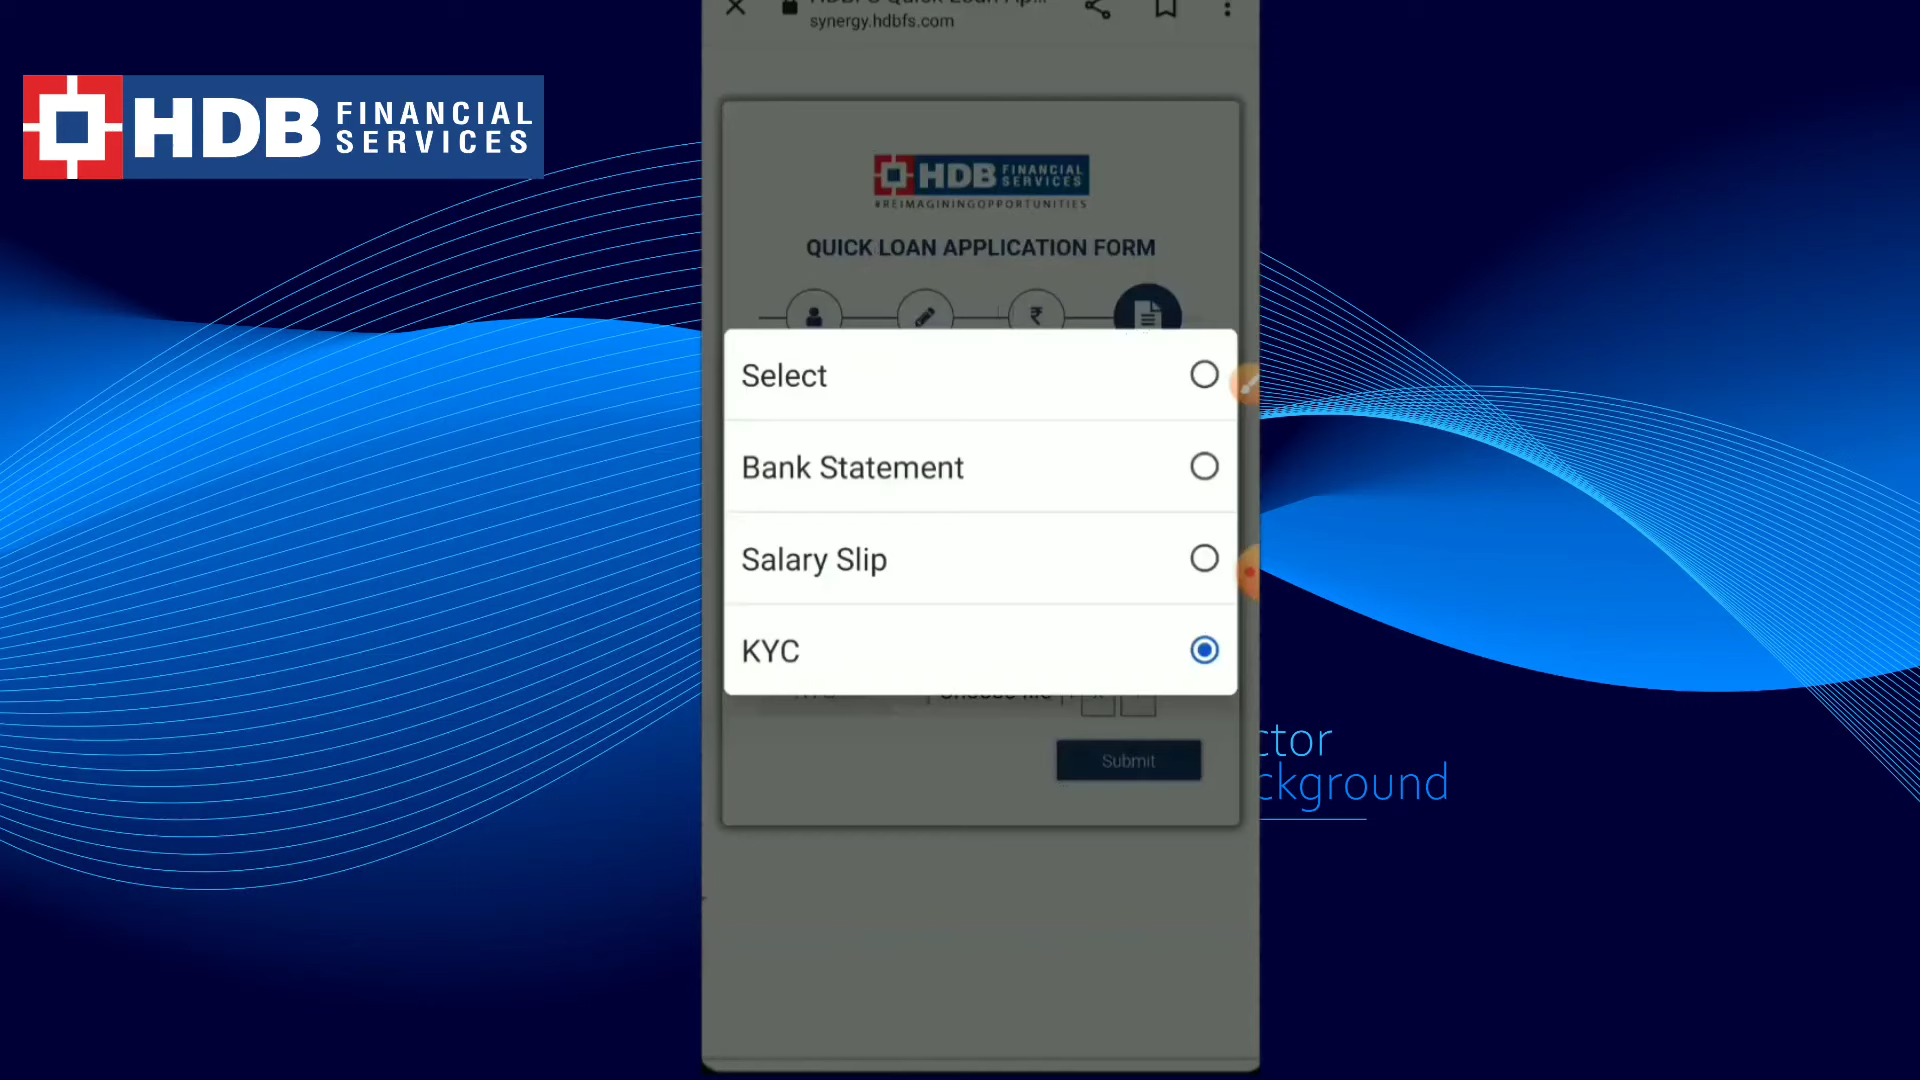 HDB FINANCIAL SERVICES
synergy.hdbfs.com
HDB FINANCIAL SERVICES
#REIMAGININGOPPORTUNITIES
QUICK LOAN APPLICATION FORM
Select
Bank Statement
Salary Slip
KYC
Submit
ctor
ckground